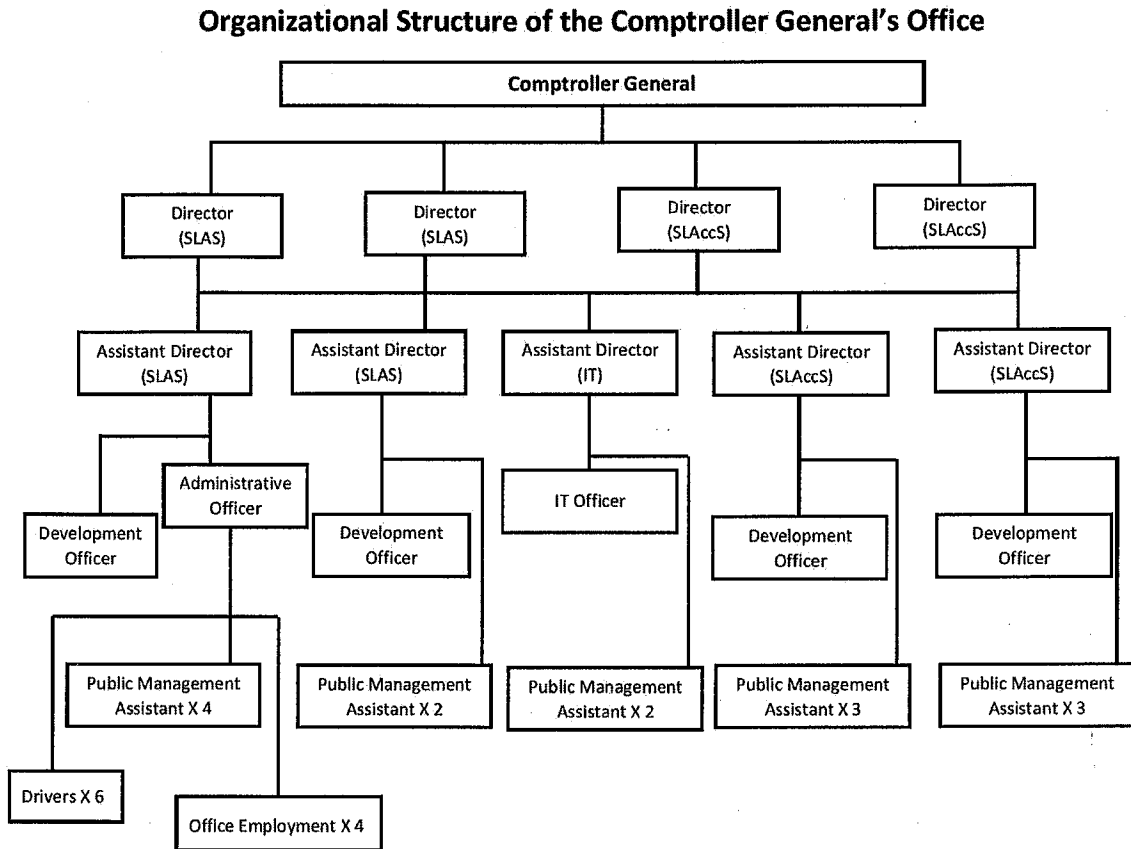 Organizational Structure of the Comptroller General's Office
Comptroller General
Director
(SLAS)
Director
(SLAS)
Director
(SLAccS)
Director
(SLAccS)
Assistant Director
(SLAS)
Assistant Director
(SLAS)
Assistant Director
(IT)
Assistant Director
(SLAccS)
Assistant Director
(SLAccS)
Administrative
Officer
IT Officer
Development
Officer
Development
Officer
Development
Officer
Development
Officer
Public Management
Assistant X 4
Public Management
Assistant X 2
Public Management
Assistant X 2
Public Management
Assistant X 3
Public Management
Assistant X 3
Drivers X 6
Office Employment X 4